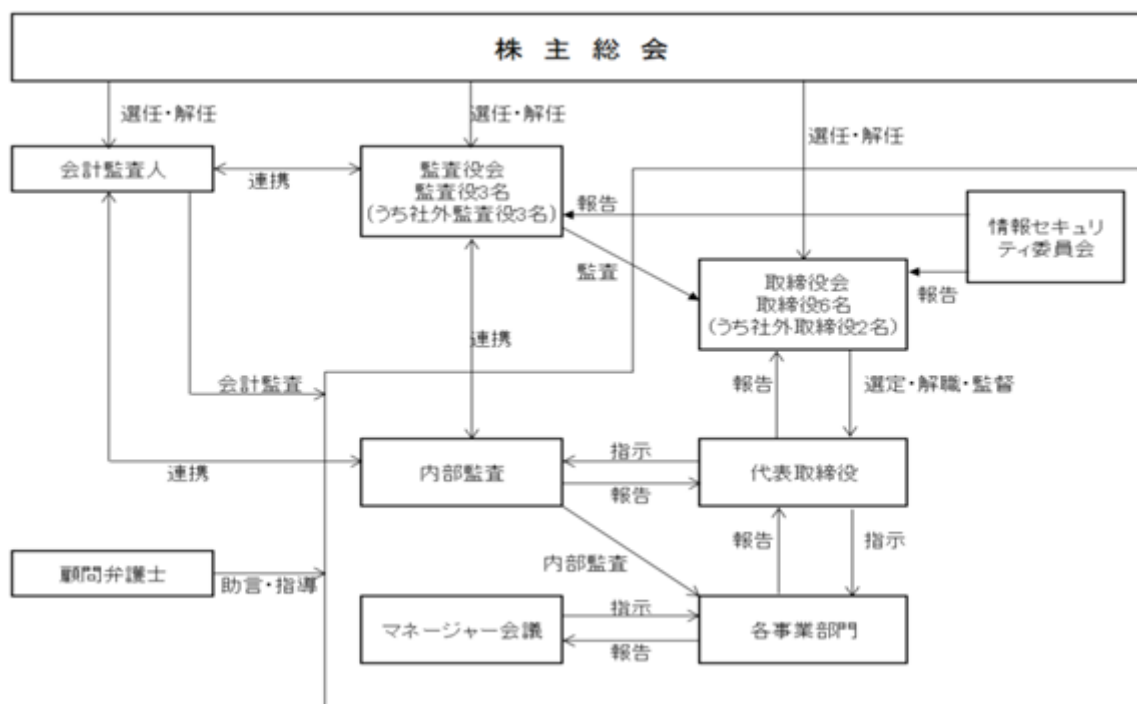 株主総会
選任・解任
選任・解任
選任・解任
会計監査人
連携
監査役会
監査役3名
(うち社外監査役3名)
報告
情報セキュリ
ティ委員会
監査
取締役会
取締役6名
(うち社外取締役2名)
報告
連携
会計監査
報告
選定・解職・監督
連携
内部監査
指示
報告
代表取締役
報告
指示
顧問弁護士
助言・指導
内部監査
マネージャー会議
指示
報告
各事業部門